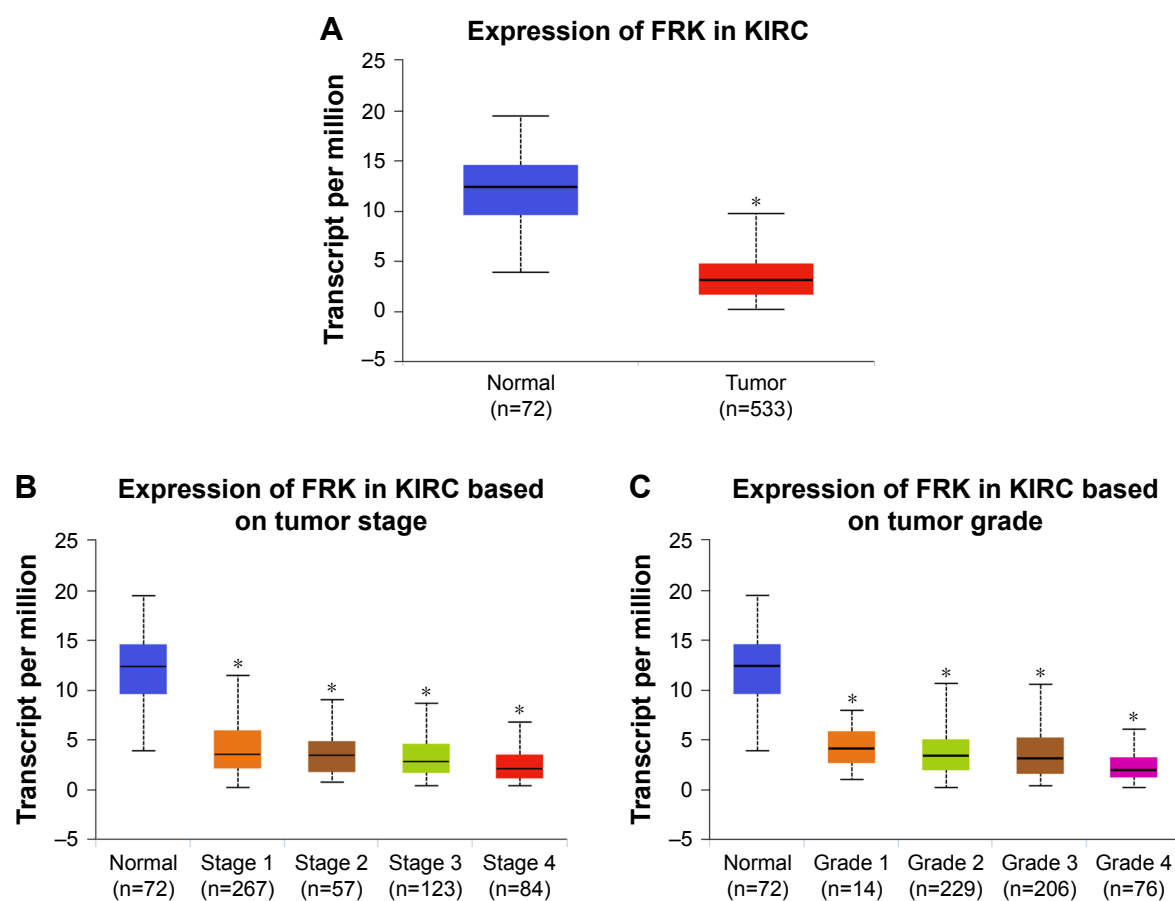 A
Expression of FRK in KIRC
Transcript per million
25
20
15
10
5
0
–5
*
Normal
(n=72)
Tumor
(n=533)
B
Expression of FRK in KIRC based
on tumor stage
Transcript per million
25
20
15
10
5
0
–5
* * * *
Normal Stage 1 Stage 2 Stage 3 Stage 4
(n=72) (n=267) (n=57) (n=123) (n=84)
C
Expression of FRK in KIRC based
on tumor grade
Transcript per million
25
20
15
10
5
0
–5
* * * *
Normal Grade 1 Grade 2 Grade 3 Grade 4
(n=72) (n=14) (n=229) (n=206) (n=76)